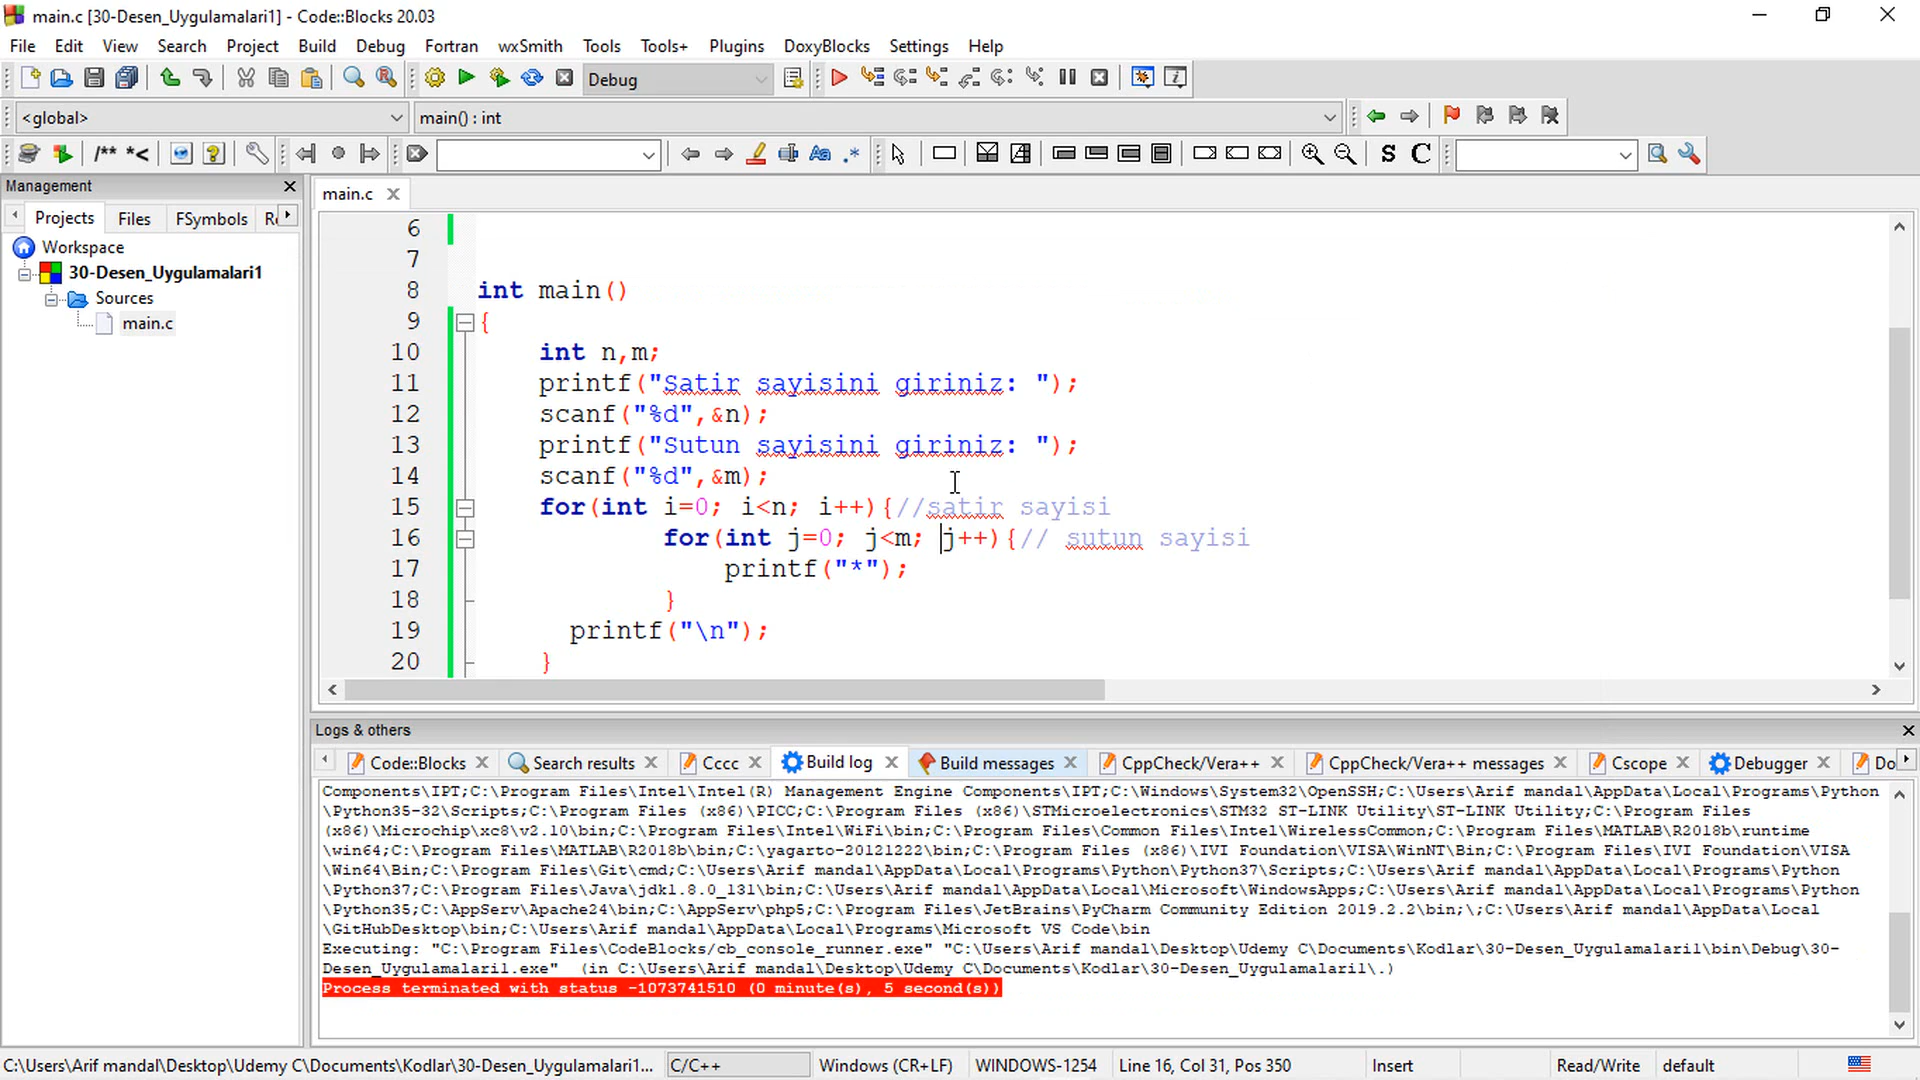 main.c [30-Desen_Uygulamalari1] - Code::Blocks 20.03
File Edit View Search Project Build Debug Fortran wxSmith Tools Tools+ Plugins DoxyBlocks Settings Help
Debug
<global> main() : int
/** *< Aa .* S C
Management
main.c
Projects Files FSymbols
Workspace
30-Desen_Uygulamalari1
Sources
main.c
6
7
8 int main()
9 {
10 int n,m;
11 printf("Satir sayisini giriniz: ");
12 scanf("%d",&n);
13 printf("Sutun sayisini giriniz: ");
14 scanf("%d",&m);
15 for(int i=0; i<n; i++){//satir sayisi
16 for(int j=0; j<m; j++){// sutun sayisi
17 printf("*");
18 }
19 printf("\n");
20 }
Logs & others
Code::Blocks Search results Cccc Build log Build messages CppCheck/Vera++ CppCheck/Vera++ messages Cscope Debugger Do
Components\IPT;C:\Program Files\Intel\Intel(R) Management Engine Components\IPT;C:\Windows\System32\OpenSSH;C:\Users\Arif mandal\AppData\Local\Programs\Python
\Python35-32\Scripts;C:\Program Files (x86)\PICC;C:\Program Files (x86)\STMicroelectronics\STM32 ST-LINK Utility\ST-LINK Utility;C:\Program Files
(x86)\Microchip\xc8\v2.10\bin;C:\Program Files\Intel\WiFi\bin;C:\Program Files\Common Files\Intel\WirelessCommon;C:\Program Files\MATLAB\R2018b\runtime
\win64;C:\Program Files\MATLAB\R2018b\bin;C:\yagarto-20121222\bin;C:\Program Files (x86)\IVI Foundation\VISA\WinNT\Bin;C:\Program Files\IVI Foundation\VISA
\Win64\Bin;C:\Program Files\Git\cmd;C:\Users\Arif mandal\AppData\Local\Programs\Python\Python37\Scripts;C:\Users\Arif mandal\AppData\Local\Programs\Python
\Python37;C:\Program Files\Java\jdk1.8.0_131\bin;C:\Users\Arif mandal\AppData\Local\Microsoft\WindowsApps;C:\Users\Arif mandal\AppData\Local\Programs\Python
\Python35;C:\AppServ\Apache24\bin;C:\AppServ\php5;C:\Program Files\JetBrains\PyCharm Community Edition 2019.2.2\bin;\;C:\Users\Arif mandal\AppData\Local
\GitHubDesktop\bin;C:\Users\Arif mandal\AppData\Local\Programs\Microsoft VS Code\bin
Executing: "C:\Program Files\CodeBlocks/cb_console_runner.exe" "C:\Users\Arif mandal\Desktop\Udemy C\Documents\Kodlar\30-Desen_Uygulamalari1\bin\Debug\30-
Desen_Uygulamalari1.exe" (in C:\Users\Arif mandal\Desktop\Udemy C\Documents\Kodlar\30-Desen_Uygulamalari1\.)
Process terminated with status -1073741510 (0 minute(s), 5 second(s))
C:\Users\Arif mandal\Desktop\Udemy C\Documents\Kodlar\30-Desen_Uygulamalari1... C/C++ Windows (CR+LF) WINDOWS-1254 Line 16, Col 31, Pos 350 Insert Read/Write default